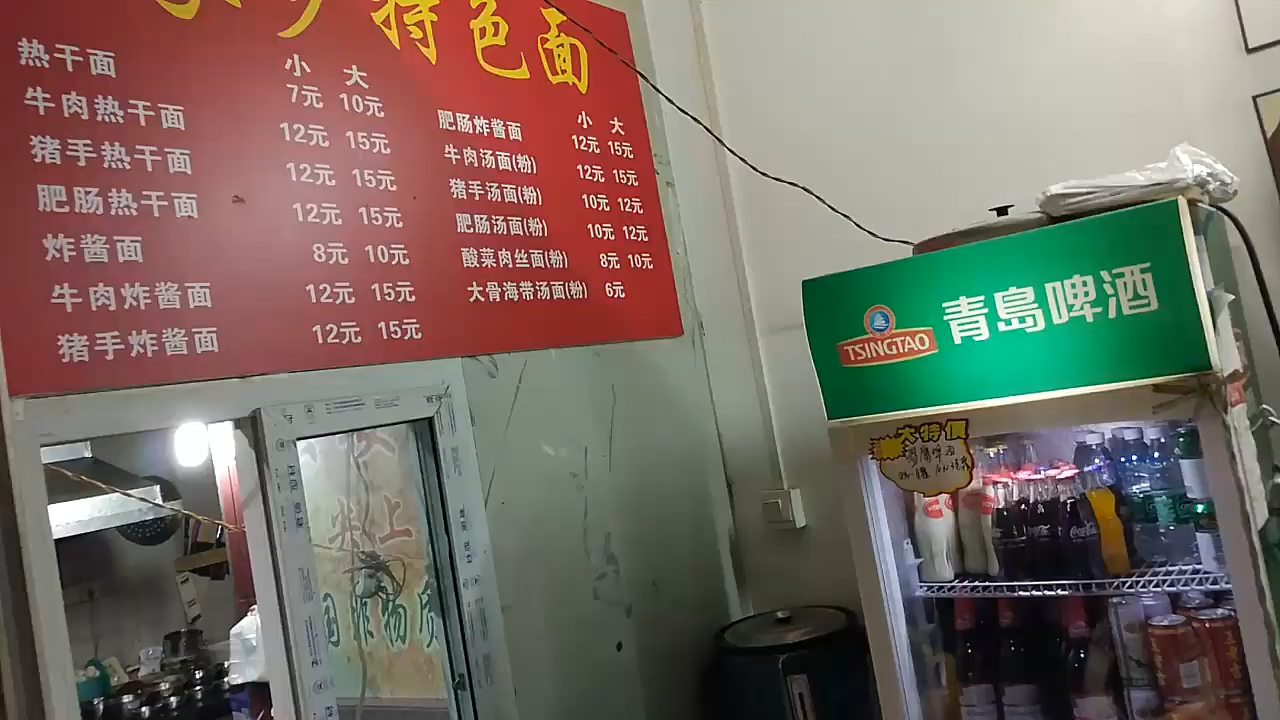 特色面
小 大
热干面 7元 10元
牛肉热干面 12元 15元
猪手热干面 12元 15元
肥肠热干面 12元 15元
炸酱面 8元 10元
牛肉炸酱面 12元 15元
猪手炸酱面 12元 15元
小 大
肥肠炸酱面 12元 15元
牛肉汤面(粉) 12元 15元
猪手汤面(粉) 10元 12元
肥肠汤面(粉) 10元 12元
酸菜肉丝面(粉) 8元 10元
大骨海带汤面(粉) 6元
TSINGTAO
青岛啤酒
大特價